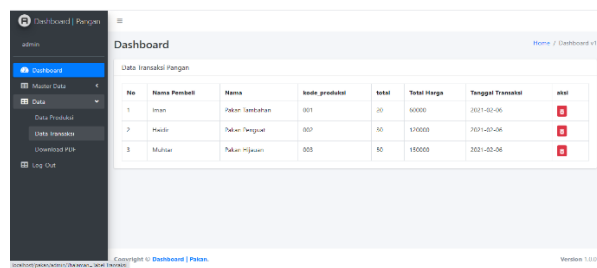 Dashboard | Pangan
admin
Dashboard
Master Data
Data
Data Produksi
Data Transaksi
Download PDF
Log Out
Dashboard
Home / Dashboard v1
Data Transaksi Pangan
No Nama Pembeli Nama kode_produksi total Total Harga Tanggal Transaksi aksi
1 Iman Pakan Tambahan 001 20 60000 2021-02-06
2 Haidir Pakan Penguat 002 50 120000 2021-02-06
3 Muhtar Pakan Hijauan 003 50 150000 2021-02-06
Copyright © Dashboard | Pakan.
Version 1.0.0